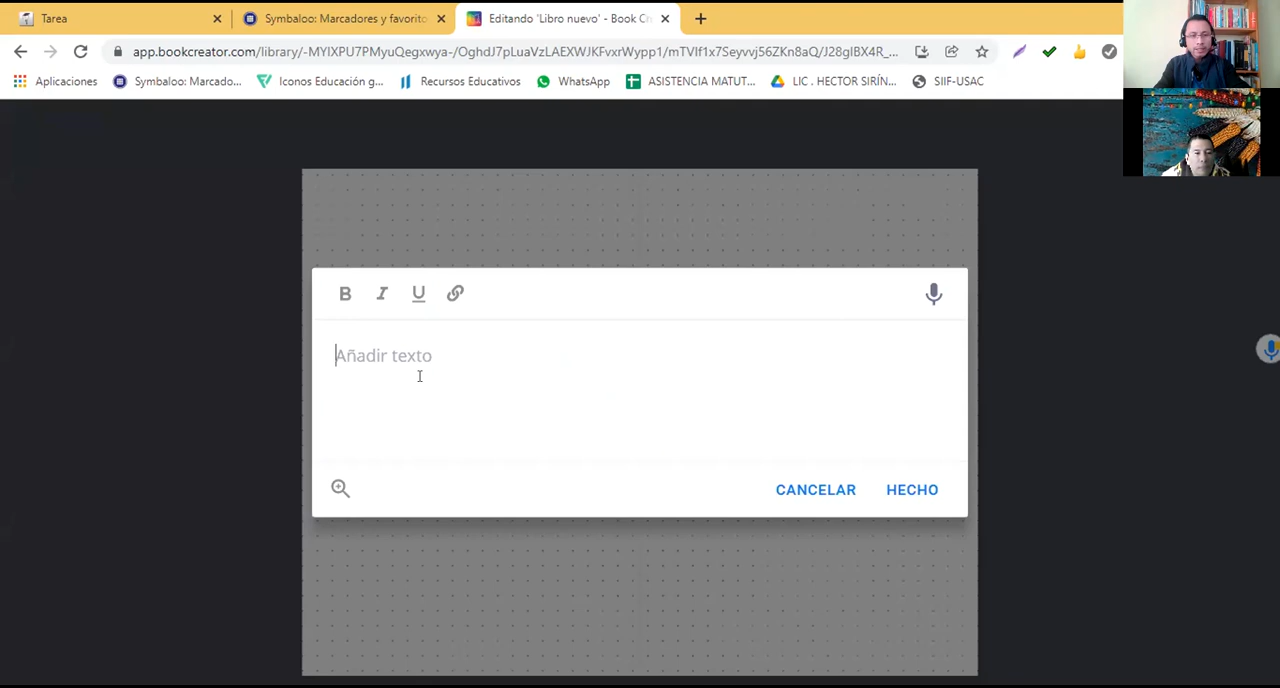 Tarea
Symbaloo: Marcadores y favorito
Editando 'Libro nuevo' - Book Cr
app.bookcreator.com/library/-MYIXPU7PMyuQegxwya-/OghdJ7pLuaVzLAEXWJKFvxrWypp1/mTVIf1x7Seyvvj56ZKn8aQ/J28gIBX4R_...
Aplicaciones
Symbaloo: Marcado...
Iconos Educación g...
Recursos Educativos
WhatsApp
ASISTENCIA MATUT...
LIC . HECTOR SIRÍN...
SIIF-USAC
B I U
Añadir texto
CANCELAR
HECHO